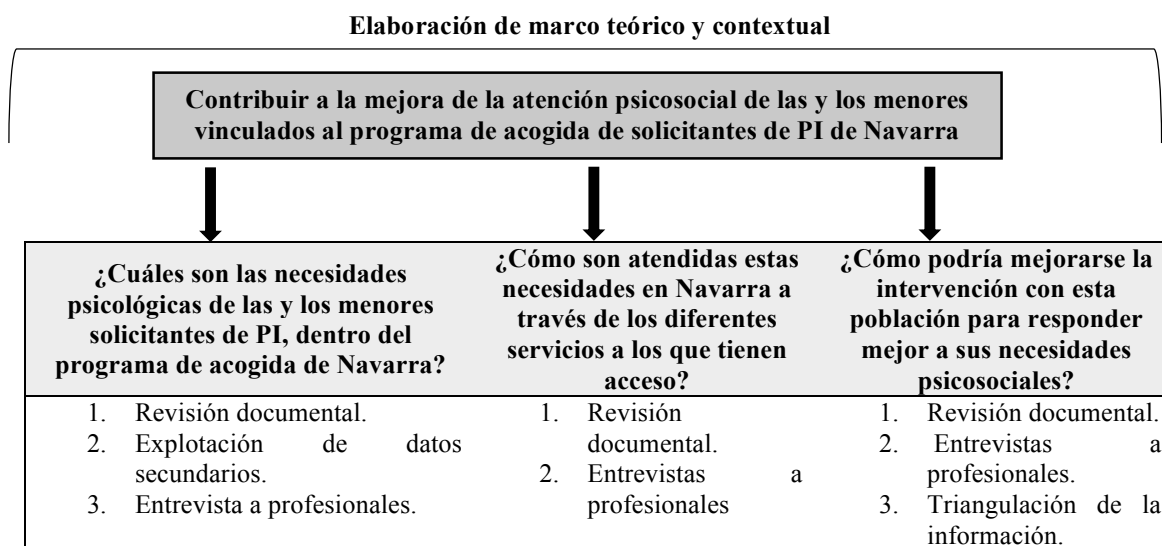 Elaboración de marco teórico y contextual
Contribuir a la mejora de la atención psicosocial de las y los menores
vinculados al programa de acogida de solicitantes de PI de Navarra
¿Cuáles son las necesidades
psicológicas de las y los menores
solicitantes de PI, dentro del
programa de acogida de Navarra?
¿Cómo son atendidas estas
necesidades en Navarra a
través de los diferentes
servicios a los que tienen
acceso?
¿Cómo podría mejorarse la
intervención con esta
población para responder
mejor a sus necesidades
psicosociales?
1. Revisión documental.
2. Explotación de datos
secundarios.
3. Entrevista a profesionales.
1. Revisión
documental.
2. Entrevistas a
profesionales
1. Revisión documental.
2. Entrevistas a
profesionales.
3. Triangulación de la
información.